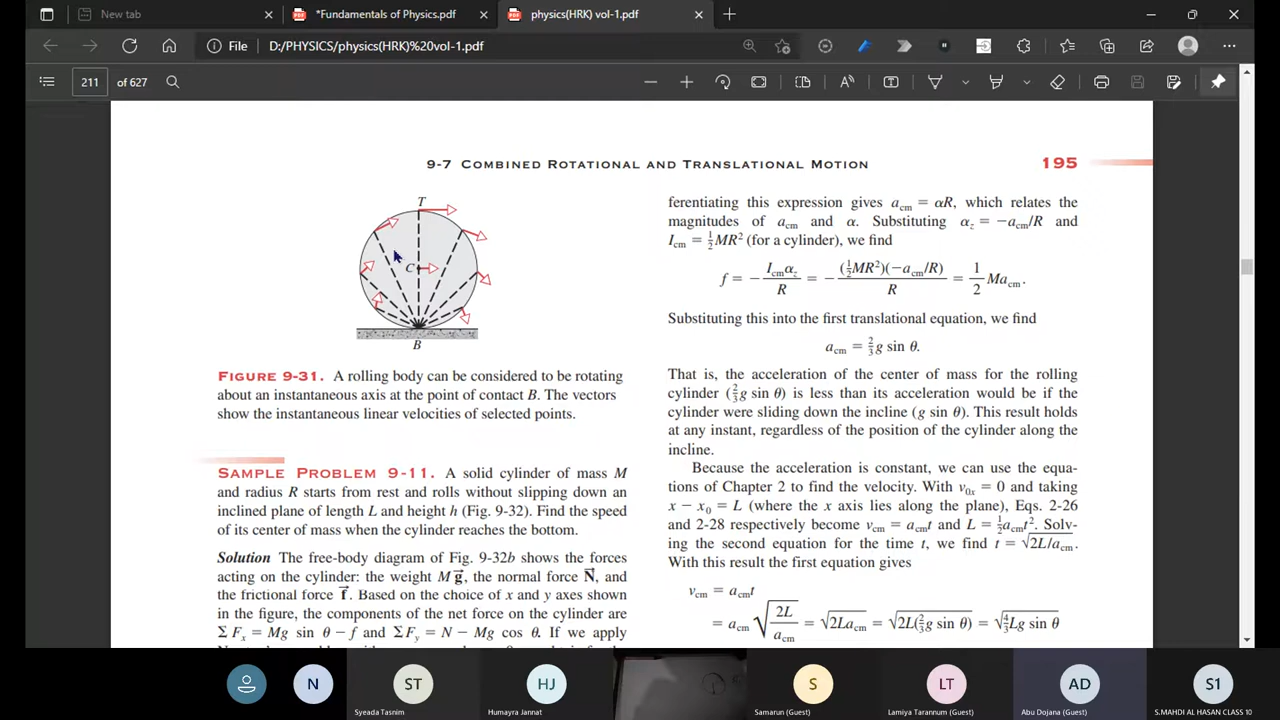 New tab
*Fundamentals of Physics.pdf
physics(HRK) vol-1.pdf
File
D:/PHYSICS/physics(HRK)%20vol-1.pdf
211 of 627
9-7 COMBINED ROTATIONAL AND TRANSLATIONAL MOTION 195
T
C
B
FIGURE 9-31. A rolling body can be considered to be rotating
about an instantaneous axis at the point of contact B. The vectors
show the instantaneous linear velocities of selected points.
SAMPLE PROBLEM 9-11. A solid cylinder of mass M
and radius R starts from rest and rolls without slipping down an
inclined plane of length L and height h (Fig. 9-32). Find the speed
of its center of mass when the cylinder reaches the bottom.
Solution The free-body diagram of Fig. 9-32b shows the forces
acting on the cylinder: the weight Mg⃗, the normal force N⃗, and
the frictional force f⃗. Based on the choice of x and y axes shown
in the figure, the components of the net force on the cylinder are
Σ Fx = Mg sin θ − f and ΣFy = N − Mg cos θ. If we apply
ferentiating this expression gives acm = αR, which relates the
magnitudes of acm and α. Substituting αz = −acm/R and
Icm = ½MR² (for a cylinder), we find
f = − Icmαz/R = − (½MR²)(−acm/R)/R = 1/2 Macm.
Substituting this into the first translational equation, we find
acm = ⅔g sin θ.
That is, the acceleration of the center of mass for the rolling
cylinder (⅔g sin θ) is less than its acceleration would be if the
cylinder were sliding down the incline (g sin θ). This result holds
at any instant, regardless of the position of the cylinder along the
incline.
Because the acceleration is constant, we can use the equa-
tions of Chapter 2 to find the velocity. With v0x = 0 and taking
x − x0 = L (where the x axis lies along the plane), Eqs. 2-26
and 2-28 respectively become vcm = acmt and L = ½acmt². Solv-
ing the second equation for the time t, we find t = √2L/acm.
With this result the first equation gives
vcm = acmt
= acm √(2L/acm) = √2Lacm = √2L(⅔g sin θ) = √4/3Lg sin θ
N
ST
HJ
S
LT
AD
S1
Syeada Tasnim
Humayra Jannat
Samarun (Guest)
Lamiya Tarannum (Guest)
Abu Dojana (Guest)
S.MAHDI AL HASAN CLASS 10